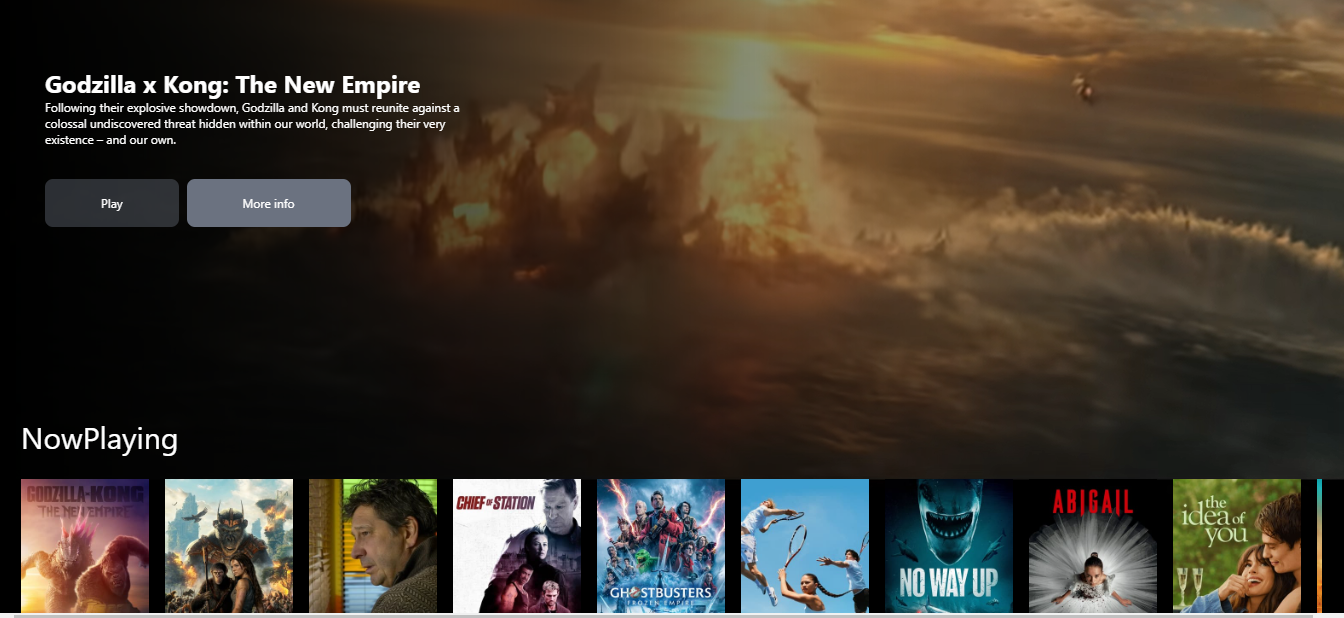 Godzilla x Kong: The New Empire
Following their explosive showdown, Godzilla and Kong must reunite against a
colossal undiscovered threat hidden within our world, challenging their very
existence – and our own.
Play
More info
NowPlaying
GODZILLA-KONG
THE NEW EMPIRE
CHIEF OF STATION
GHOSTBUSTERS
FROZEN EMPIRE
NO WAY UP
ABIGAIL
the
idea of
you